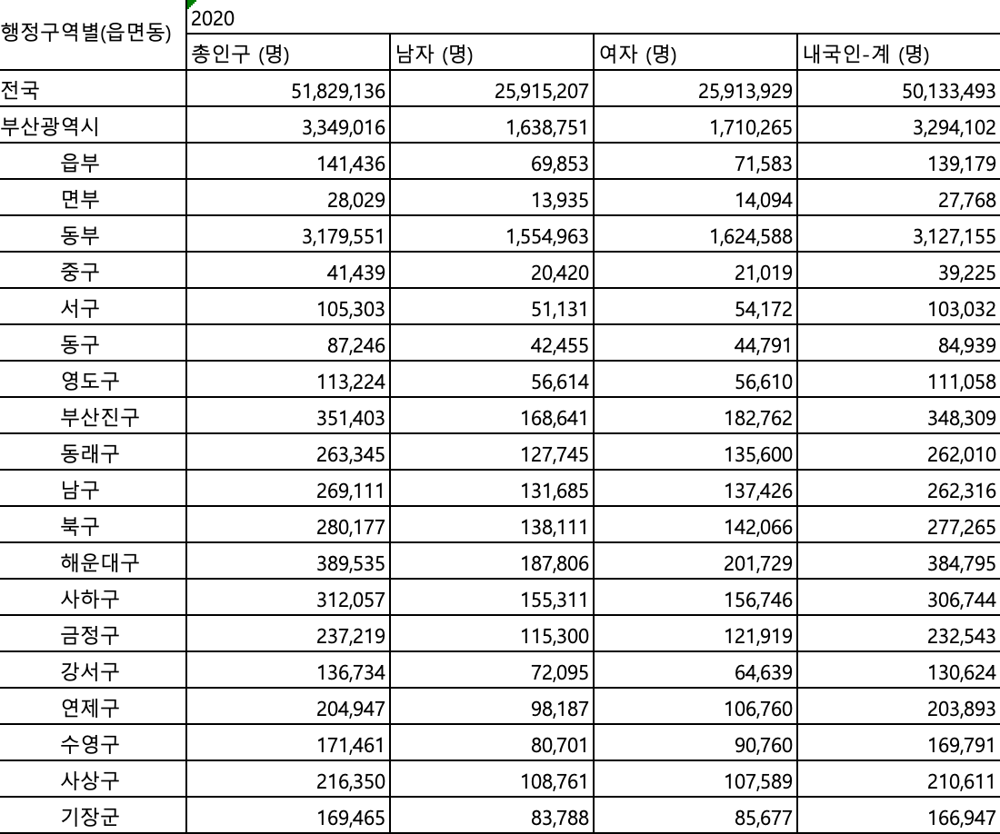 행정구역별(읍면동) 2020
총인구 (명) 남자 (명) 여자 (명) 내국인-계 (명)
전국 51,829,136 25,915,207 25,913,929 50,133,493
부산광역시 3,349,016 1,638,751 1,710,265 3,294,102
읍부 141,436 69,853 71,583 139,179
면부 28,029 13,935 14,094 27,768
동부 3,179,551 1,554,963 1,624,588 3,127,155
중구 41,439 20,420 21,019 39,225
서구 105,303 51,131 54,172 103,032
동구 87,246 42,455 44,791 84,939
영도구 113,224 56,614 56,610 111,058
부산진구 351,403 168,641 182,762 348,309
동래구 263,345 127,745 135,600 262,010
남구 269,111 131,685 137,426 262,316
북구 280,177 138,111 142,066 277,265
해운대구 389,535 187,806 201,729 384,795
사하구 312,057 155,311 156,746 306,744
금정구 237,219 115,300 121,919 232,543
강서구 136,734 72,095 64,639 130,624
연제구 204,947 98,187 106,760 203,893
수영구 171,461 80,701 90,760 169,791
사상구 216,350 108,761 107,589 210,611
기장군 169,465 83,788 85,677 166,947